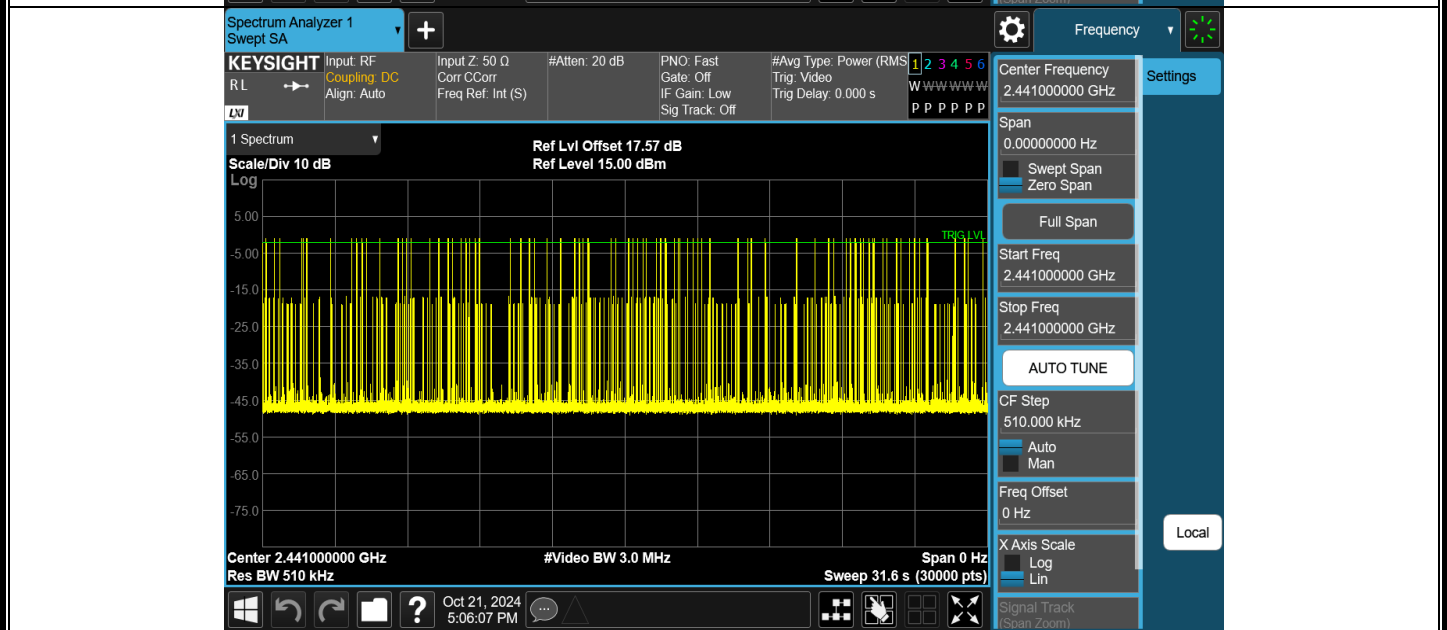 (Span Zoom)
Spectrum Analyzer 1
Swept SA
+
Frequency
KEYSIGHT
R L
LXI
Input: RF
Coupling: DC
Align: Auto
Input Z: 50 Ω
Corr CCorr
Freq Ref: Int (S)
#Atten: 20 dB
PNO: Fast
Gate: Off
IF Gain: Low
Sig Track: Off
#Avg Type: Power (RMS
Trig: Video
Trig Delay: 0.000 s
1 2 3 4 5 6
W W W W W W
P P P P P P
1 Spectrum
Scale/Div 10 dB
Log
Ref Lvl Offset 17.57 dB
Ref Level 15.00 dBm
5.00
-5.00
-15.0
-25.0
-35.0
-45.0
-55.0
-65.0
-75.0
TRIG LVL
Center 2.441000000 GHz
Res BW 510 kHz
#Video BW 3.0 MHz
Span 0 Hz
Sweep 31.6 s (30000 pts)
?
Oct 21, 2024
5:06:07 PM
Center Frequency
2.441000000 GHz
Span
0.00000000 Hz
Swept Span
Zero Span
Full Span
Start Freq
2.441000000 GHz
Stop Freq
2.441000000 GHz
AUTO TUNE
CF Step
510.000 kHz
Auto
Man
Freq Offset
0 Hz
X Axis Scale
Log
Lin
Signal Track
(Span Zoom)
Settings
Local